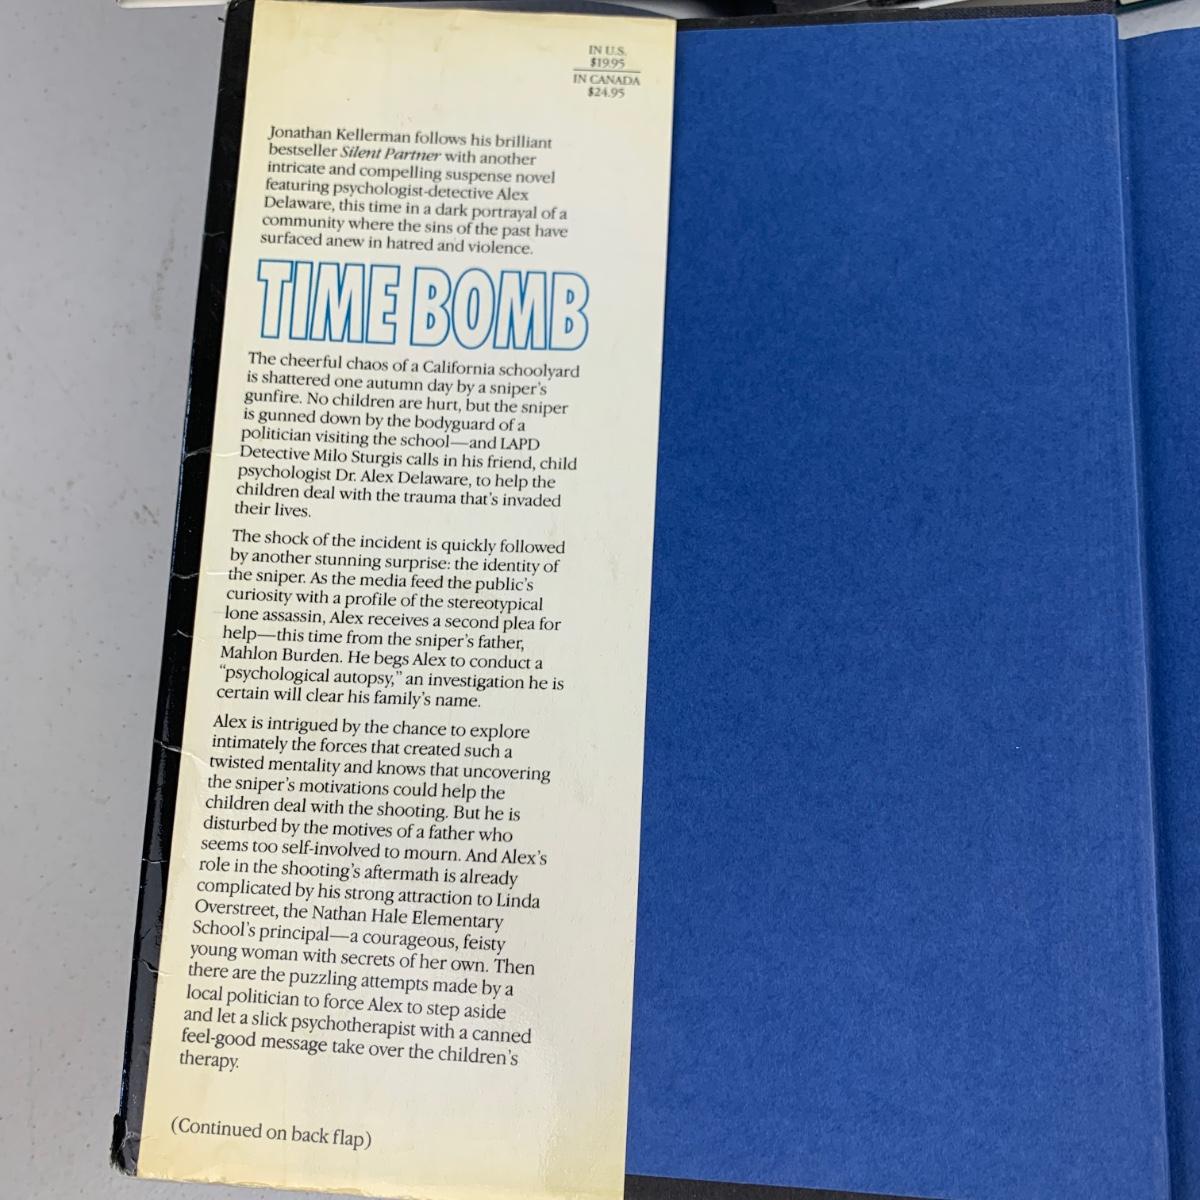 IN U.S.
$19.95
IN CANADA
$24.95
Jonathan Kellerman follows his brilliant
bestseller Silent Partner with another
intricate and compelling suspense novel
featuring psychologist-detective Alex
Delaware, this time in a dark portrayal of a
community where the sins of the past have
surfaced anew in hatred and violence.
TIME BOMB
The cheerful chaos of a California schoolyard
is shattered one autumn day by a sniper's
gunfire. No children are hurt, but the sniper
is gunned down by the bodyguard of a
politician visiting the school—and LAPD
Detective Milo Sturgis calls in his friend, child
psychologist Dr. Alex Delaware, to help the
children deal with the trauma that's invaded
their lives.
The shock of the incident is quickly followed
by another stunning surprise: the identity of
the sniper. As the media feed the public's
curiosity with a profile of the stereotypical
lone assassin, Alex receives a second plea for
help—this time from the sniper's father,
Mahlon Burden. He begs Alex to conduct a
“psychological autopsy,” an investigation he is
certain will clear his family's name.
Alex is intrigued by the chance to explore
intimately the forces that created such a
twisted mentality and knows that uncovering
the sniper's motivations could help the
children deal with the shooting. But he is
disturbed by the motives of a father who
seems too self-involved to mourn. And Alex's
role in the shooting's aftermath is already
complicated by his strong attraction to Linda
Overstreet, the Nathan Hale Elementary
School's principal—a courageous, feisty
young woman with secrets of her own. Then
there are the puzzling attempts made by a
local politician to force Alex to step aside
and let a slick psychotherapist with a canned
feel-good message take over the children's
therapy.
(Continued on back flap)